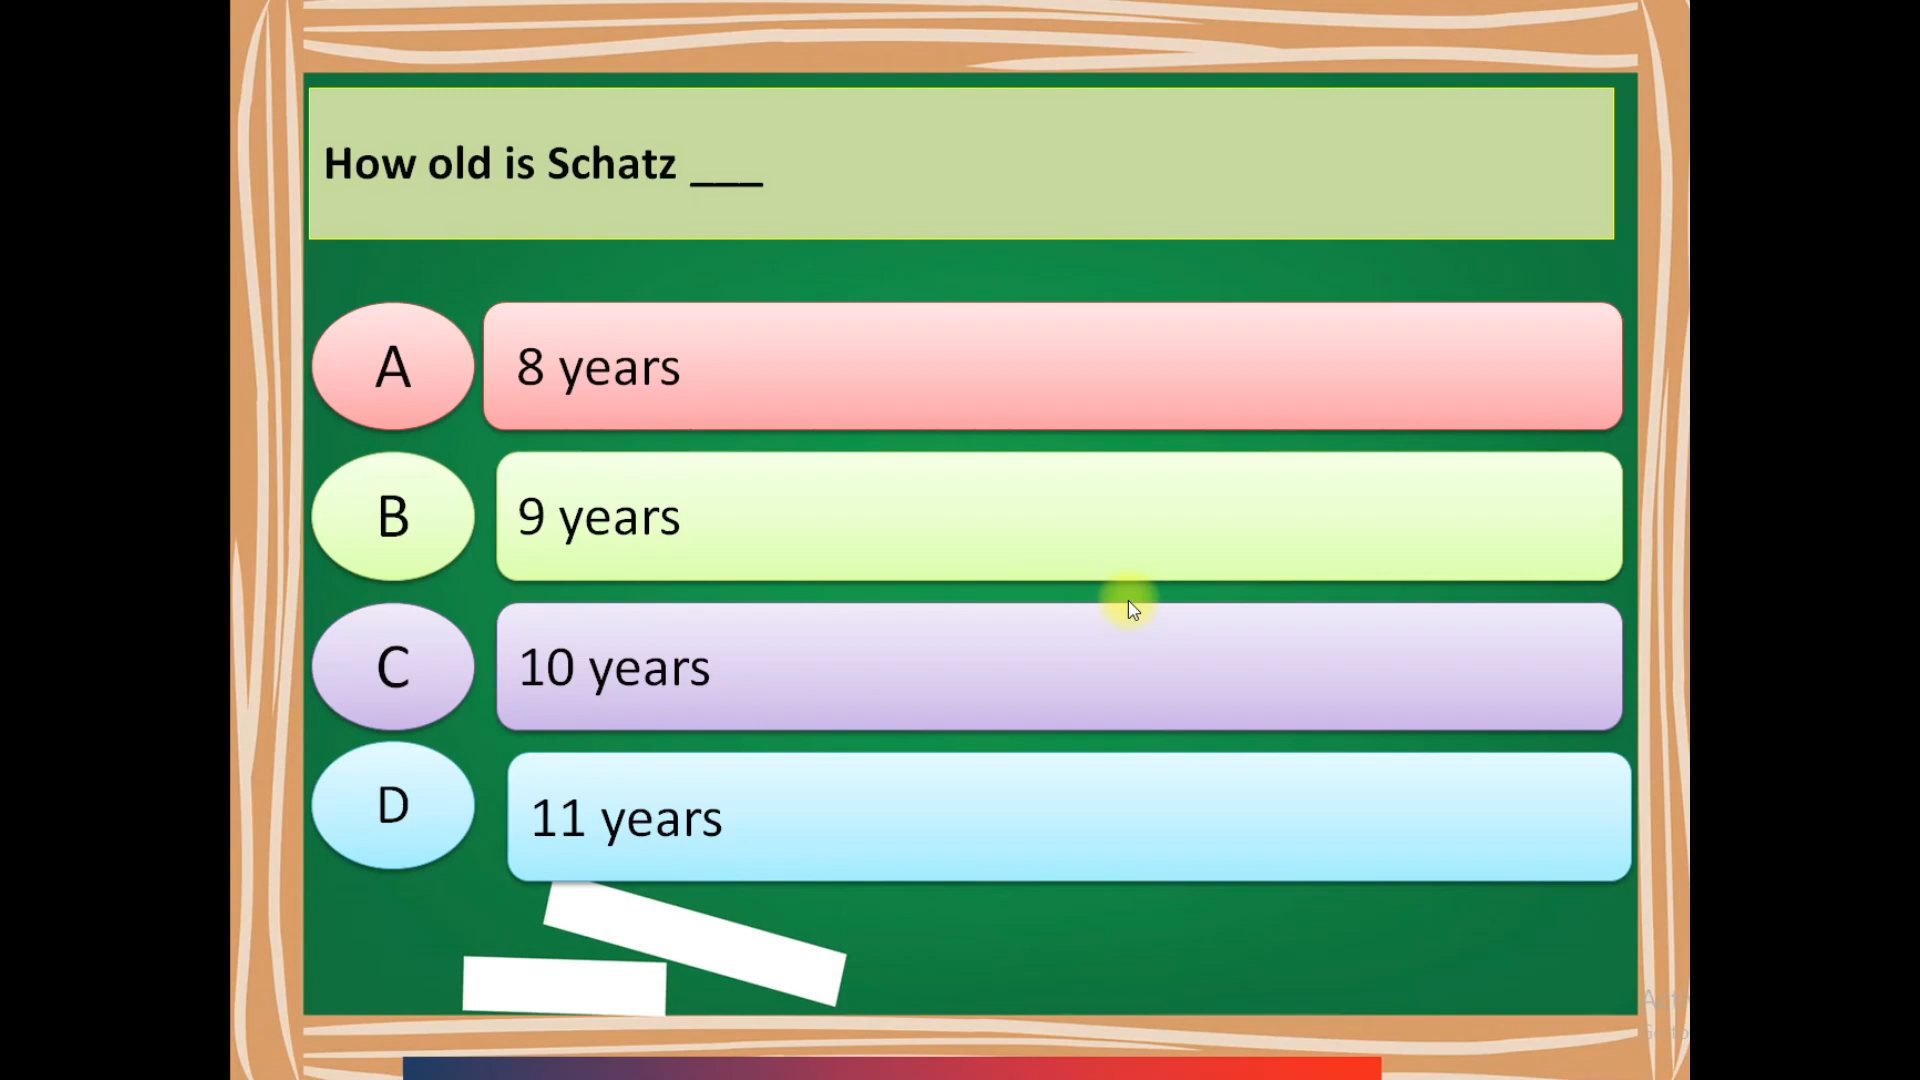 How old is Schatz ___
A
8 years
B
9 years
C
10 years
D
11 years